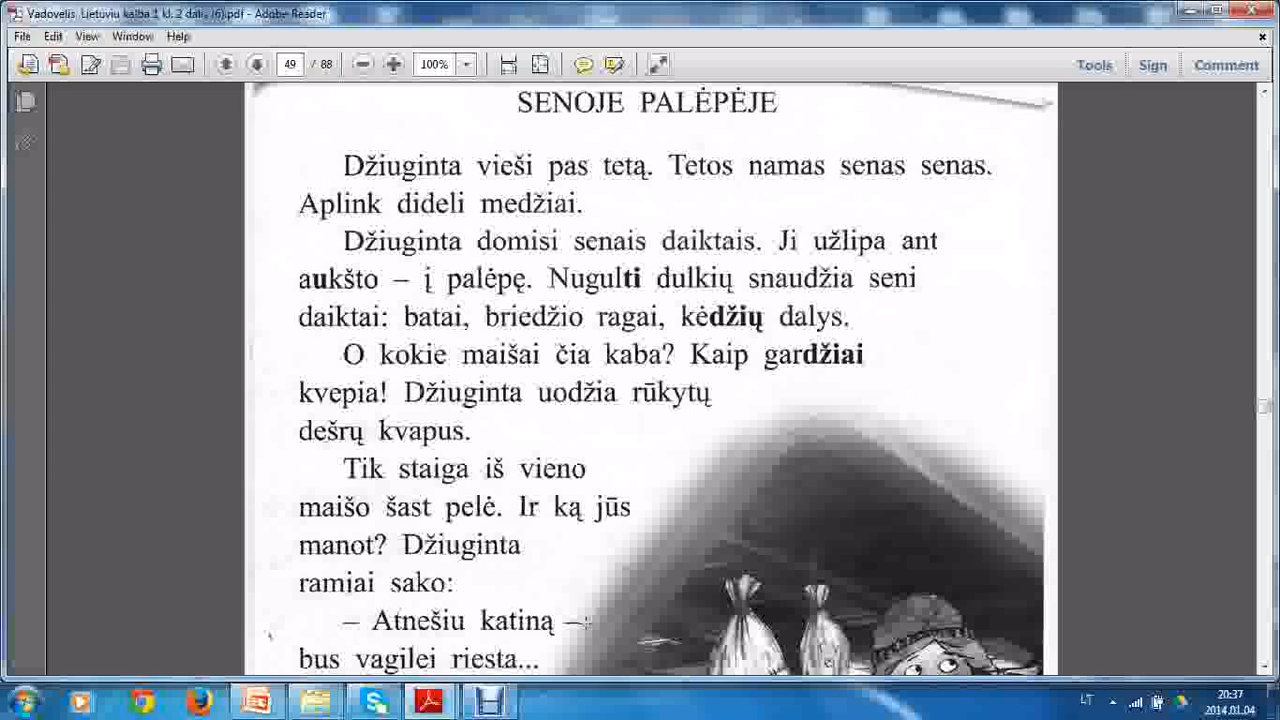 Vadovelis. Lietuviu kalba 1 kl. 2 dalis (6).pdf - Adobe Reader
File Edit View Window Help
49 / 88 100% Tools Sign Comment
SENOJE PALĖPĖJE
Džiuginta vieši pas tetą. Tetos namas senas senas.
Aplink dideli medžiai.
Džiuginta domisi senais daiktais. Ji užlipa ant
aukšto – į palėpę. Nugulti dulkių snaudžia seni
daiktai: batai, briedžio ragai, kėdžių dalys.
O kokie maišai čia kaba? Kaip gardžiai
kvepia! Džiuginta uodžia rūkytų
dešrų kvapus.
Tik staiga iš vieno
maišo šast pelė. Ir ką jūs
manot? Džiuginta
ramiai sako:
– Atnešiu katiną –
bus vagilei riesta...
LT 20:37
2014.01.04